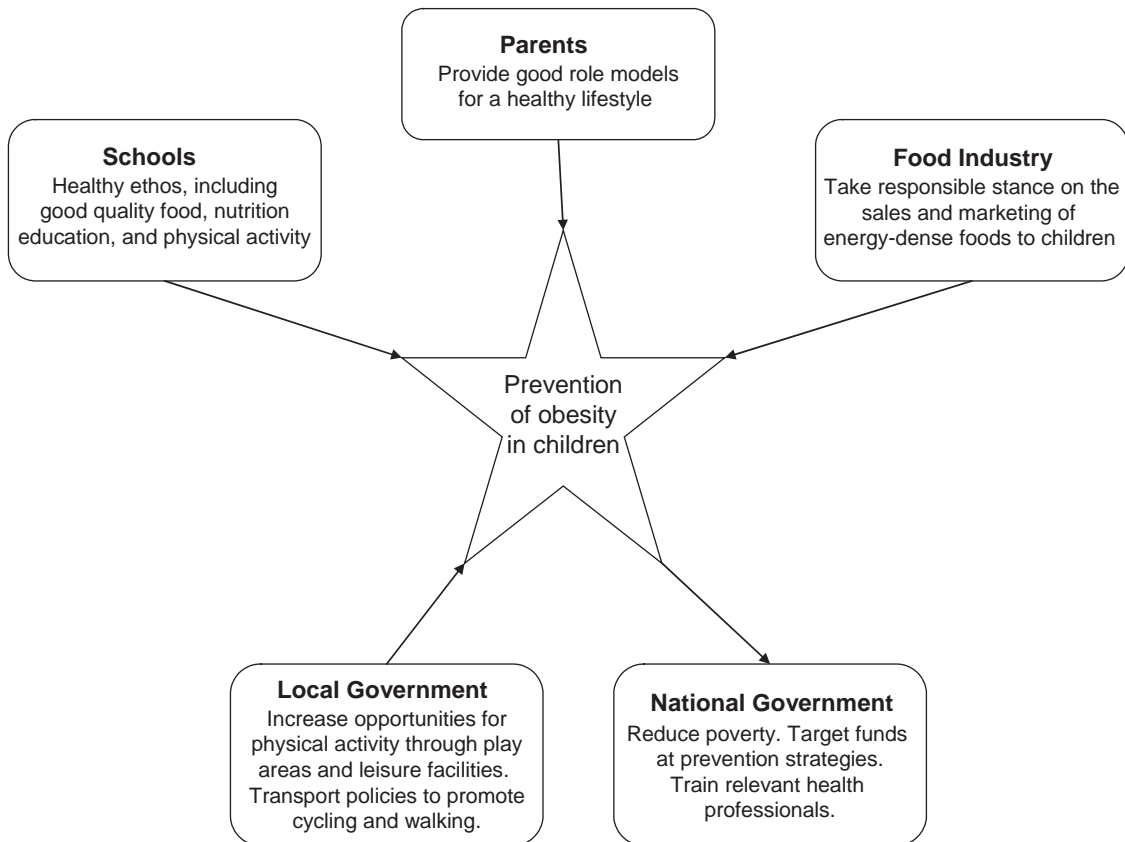 Parents
Provide good role models
for a healthy lifestyle
Schools
Healthy ethos, including
good quality food, nutrition
education, and physical activity
Food Industry
Take responsible stance on the
sales and marketing of
energy-dense foods to children
Prevention
of obesity
in children
Local Government
Increase opportunities for
physical activity through play
areas and leisure facilities.
Transport policies to promote
cycling and walking.
National Government
Reduce poverty. Target funds
at prevention strategies.
Train relevant health
professionals.